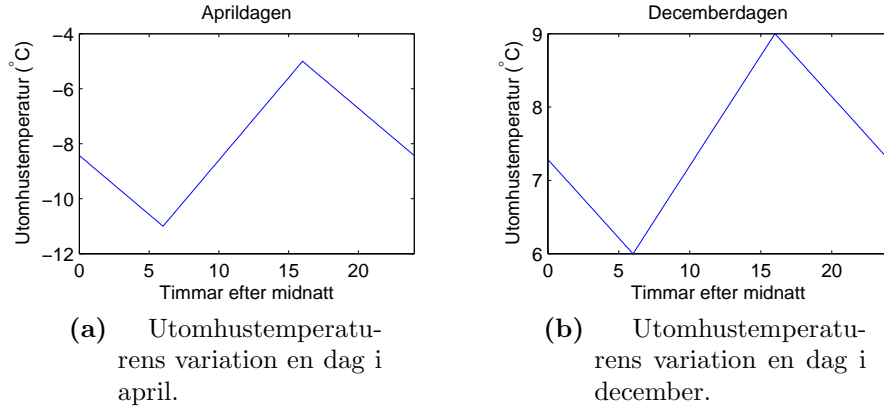 Aprildagen
−4
−6
−8
−10
−12
Utomhustemperatur (°C)
0 5 10 15 20
Timmar efter midnatt
(a) Utomhustemperatu-
rens variation en dag i
april.
Decemberdagen
9
8
7
6
Utomhustemperatur (°C)
0 5 10 15 20
Timmar efter midnatt
(b) Utomhustemperatu-
rens variation en dag i
december.